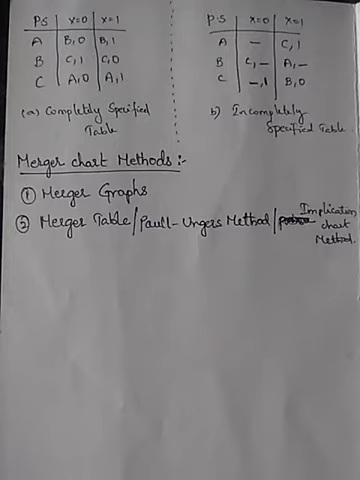 PS | x=0 | x=1
A | B,0 | B,1
B | C,1 | C,0
C | A,0 | A,1
(a) Completely Specified
Table
P.S | x=0 | x=1
A | — | C,1
B | C,— | A,—
C | —,1 | B,0
b) Incompletely
Specified Table
Merger chart Methods:-
① Merger Graphs
② Merger Table/Paull-Ungers Method/Implication
chart
Method.